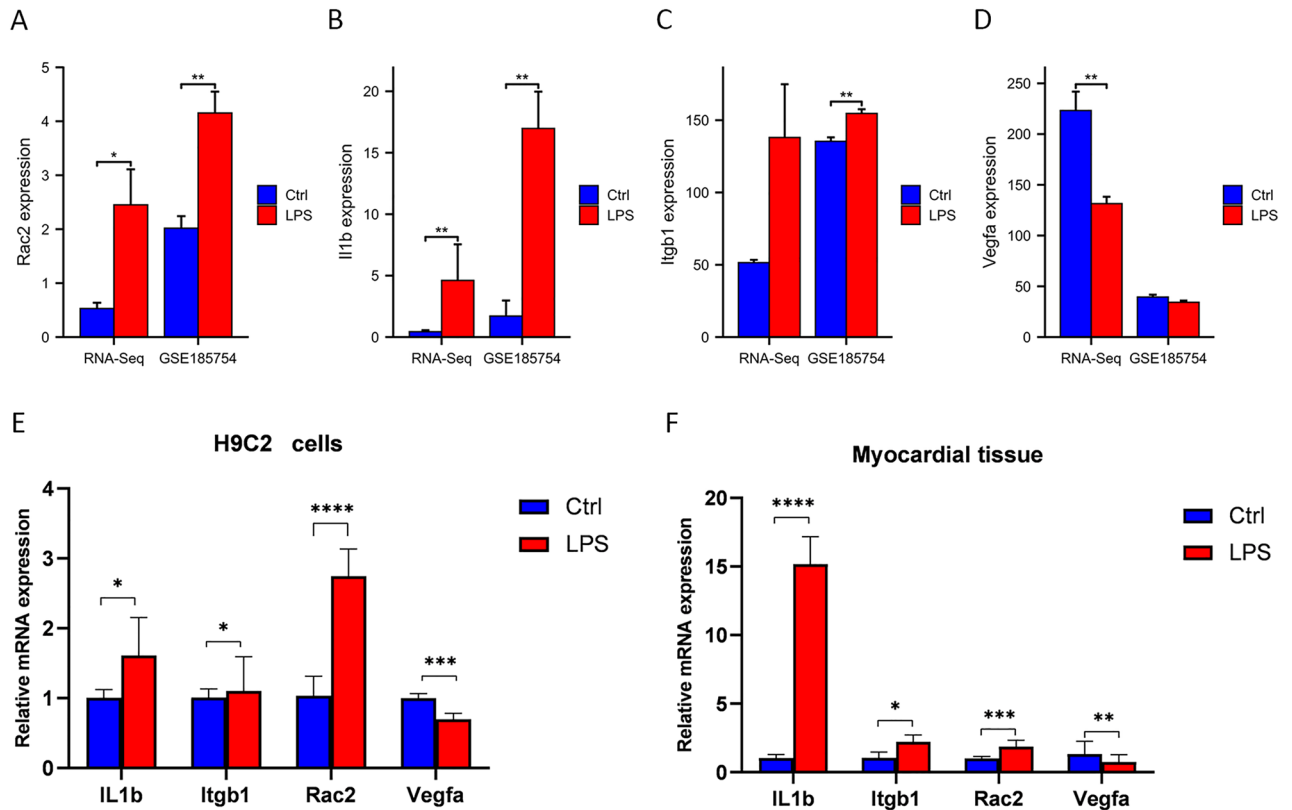 A
B
C
D
Rac2 expression
5
4
3
2
1
0
*
**
RNA-Seq
GSE185754
Ctrl
LPS
Il1b expression
20
15
10
5
0
**
**
RNA-Seq
GSE185754
Ctrl
LPS
Itgb1 expression
150
100
50
0
**
RNA-Seq
GSE185754
Ctrl
LPS
Vegfa expression
250
200
150
100
50
0
**
RNA-Seq
GSE185754
Ctrl
LPS
E
H9C2 cells
Relative mRNA expression
4
3
2
1
0
*
*
****
***
IL1b
Itgb1
Rac2
Vegfa
Ctrl
LPS
F
Myocardial tissue
Relative mRNA expression
20
15
10
5
0
****
*
***
**
IL1b
Itgb1
Rac2
Vegfa
Ctrl
LPS